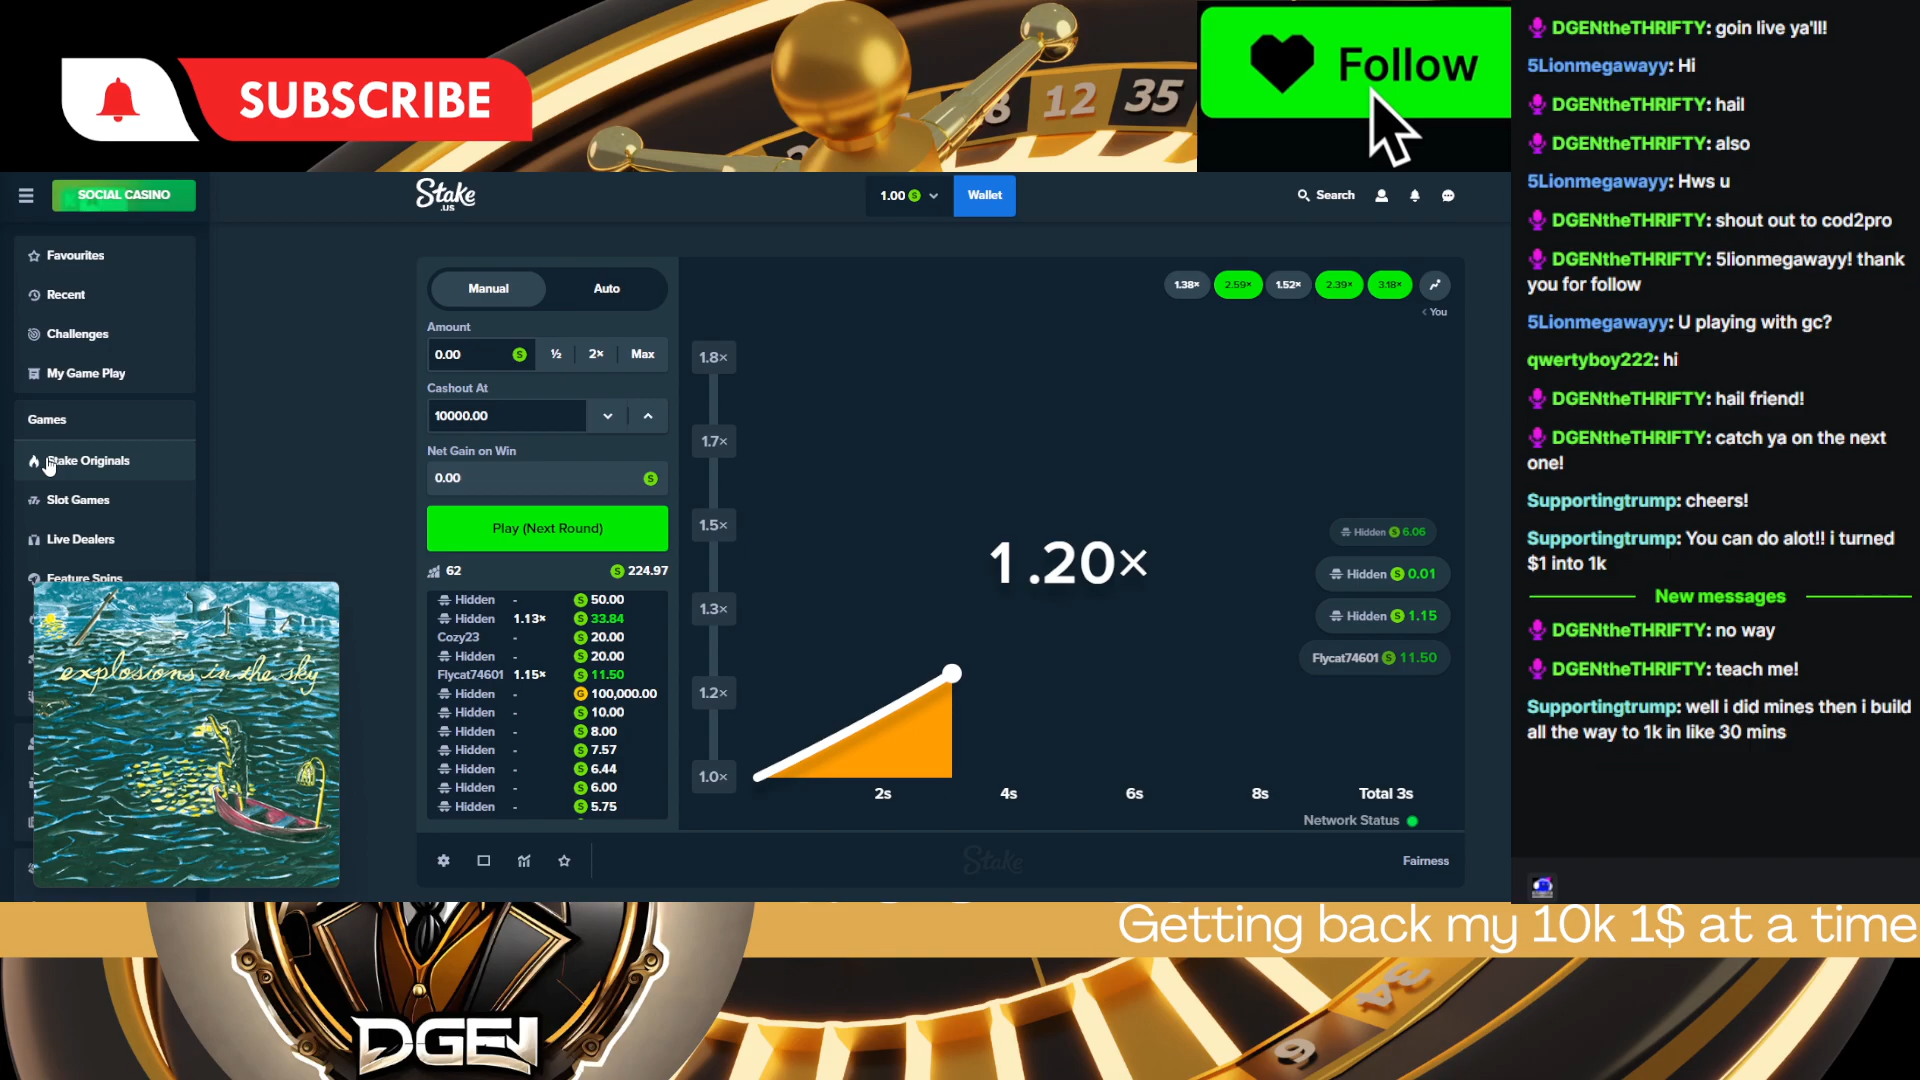 SUBSCRIBE
8 12 35
Follow
SOCIAL CASINO
Stake
.US
1.00
Wallet
Search
Favourites
Recent
Challenges
My Game Play
Games
Stake Originals
Slot Games
Live Dealers
Feature Spins
explosions in the sky
Manual Auto
Amount
0.00 ½ 2× Max
Cashout At
10000.00
Net Gain on Win
0.00
Play (Next Round)
62 224.97
Hidden - 50.00
Hidden 1.13× 33.84
Cozy23 - 20.00
Hidden - 20.00
Flycat74601 1.15× 11.50
Hidden - 100,000.00
Hidden - 10.00
Hidden - 8.00
Hidden - 7.57
Hidden - 6.44
Hidden - 6.00
Hidden - 5.75
1.38× 2.59× 1.52× 2.39× 3.18×
You
1.8×
1.7×
1.5×
1.3×
1.2×
1.0×
1.20×
Hidden 6.06
Hidden 0.01
Hidden 1.15
Flycat74601 11.50
2s 4s 6s 8s Total 3s
Network Status
Stake
Fairness
DGENtheTHRIFTY: goin live ya'll!
5Lionmegawayy: Hi
DGENtheTHRIFTY: hail
DGENtheTHRIFTY: also
5Lionmegawayy: Hws u
DGENtheTHRIFTY: shout out to cod2pro
DGENtheTHRIFTY: 5lionmegawayy! thank
you for follow
5Lionmegawayy: U playing with gc?
qwertyboy222: hi
DGENtheTHRIFTY: hail friend!
DGENtheTHRIFTY: catch ya on the next
one!
Supportingtrump: cheers!
Supportingtrump: You can do alot!! i turned
$1 into 1k
New messages
DGENtheTHRIFTY: no way
DGENtheTHRIFTY: teach me!
Supportingtrump: well i did mines then i build
all the way to 1k in like 30 mins
Getting back my 10k 1$ at a time
DGEN